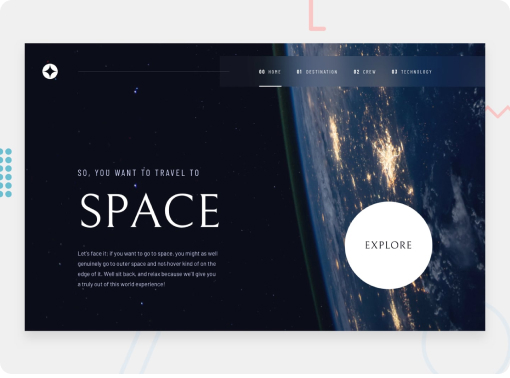 00 HOME 01 DESTINATION 02 CREW 03 TECHNOLOGY
SO, YOU WANT TO TRAVEL TO
SPACE
Let's face it; if you want to go to space, you might as well
genuinely go to outer space and not hover kind of on the
edge of it. Well sit back, and relax because we'll give you
a truly out of this world experience!
EXPLORE